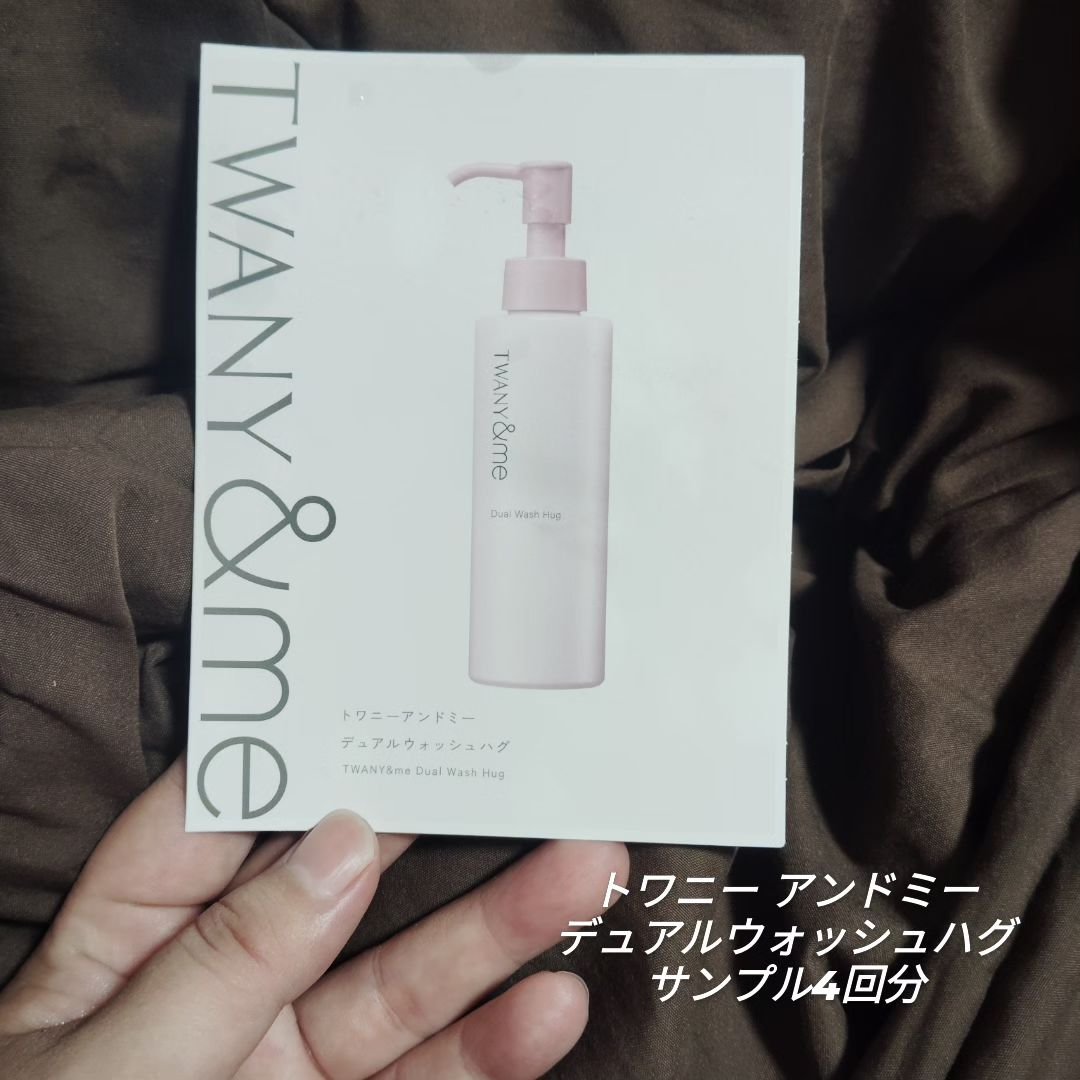 TWANY&me
TWANY&me
Dual Wash Hug
トワニーアンドミー
デュアルウォッシュハグ
TWANY&me Dual Wash Hug
トワニー アンドミー
デュアルウォッシュハグ
サンプル4回分